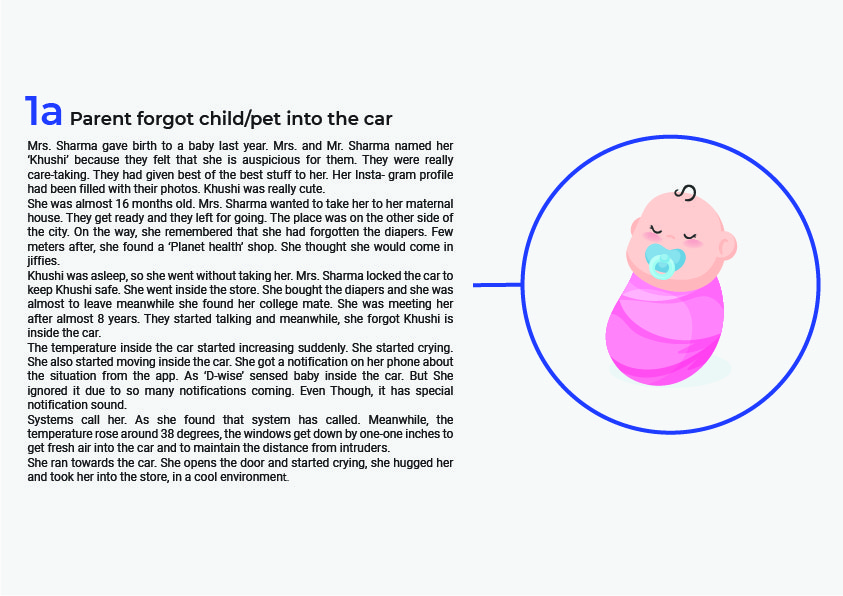 1a Parent forgot child/pet into the car
Mrs. Sharma gave birth to a baby last year. Mrs. and Mr. Sharma named her
‘Khushi’ because they felt that she is auspicious for them. They were really
care-taking. They had given best of the best stuff to her. Her Insta- gram profile
had been filled with their photos. Khushi was really cute.
She was almost 16 months old. Mrs. Sharma wanted to take her to her maternal
house. They get ready and they left for going. The place was on the other side of
the city. On the way, she remembered that she had forgotten the diapers. Few
meters after, she found a ‘Planet health’ shop. She thought she would come in
jiffies.
Khushi was asleep, so she went without taking her. Mrs. Sharma locked the car to
keep Khushi safe. She went inside the store. She bought the diapers and she was
almost to leave meanwhile she found her college mate. She was meeting her
after almost 8 years. They started talking and meanwhile, she forgot Khushi is
inside the car.
The temperature inside the car started increasing suddenly. She started crying.
She also started moving inside the car. She got a notification on her phone about
the situation from the app. As ‘D-wise’ sensed baby inside the car. But She
ignored it due to so many notifications coming. Even Though, it has special
notification sound.
Systems call her. As she found that system has called. Meanwhile, the
temperature rose around 38 degrees, the windows get down by one-one inches to
get fresh air into the car and to maintain the distance from intruders.
She ran towards the car. She opens the door and started crying, she hugged her
and took her into the store, in a cool environment.